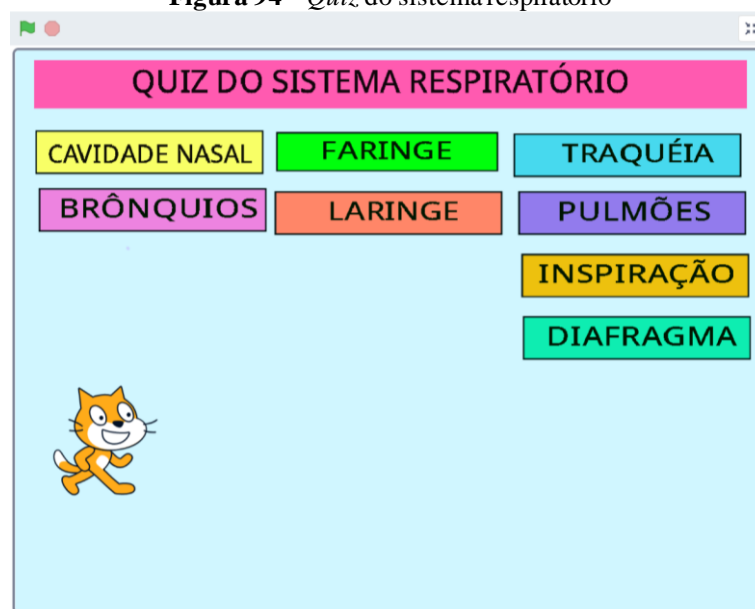 Figura 94 – Quiz do sistema respiratório
QUIZ DO SISTEMA RESPIRATÓRIO
CAVIDADE NASAL FARINGE TRAQUÉIA
BRÔNQUIOS LARINGE PULMÕES
INSPIRAÇÃO
DIAFRAGMA